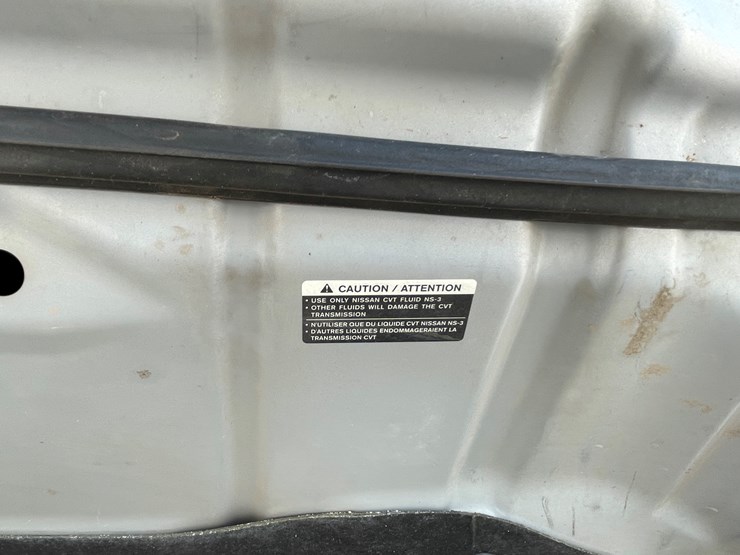 CAUTION / ATTENTION
• USE ONLY NISSAN CVT FLUID NS-3
• OTHER FLUIDS WILL DAMAGE THE CVT
TRANSMISSION
• N'UTILISER QUE DU LIQUIDE CVT NISSAN NS-3
• D'AUTRES LIQUIDES ENDOMMAGERAIENT LA
TRANSMISSION CVT